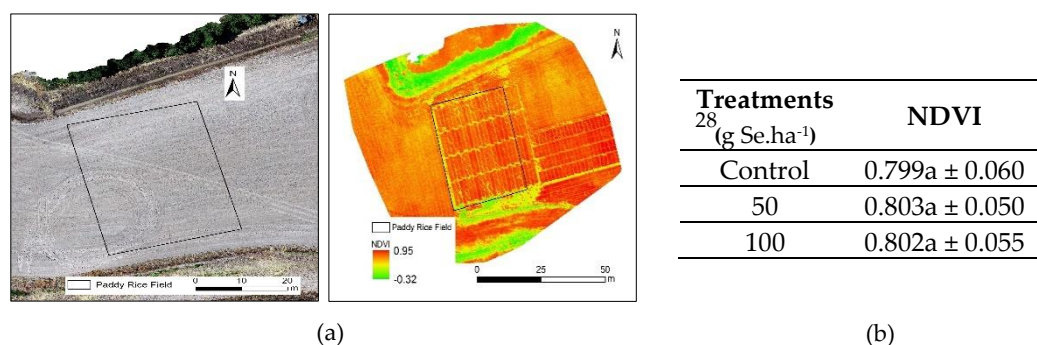 N
Paddy Rice Field
0 10 20
m
N
Paddy Rice Field
NDVI
0.95
-0.32
0 25 50
m
(a)
Treatments NDVI
28
(g Se.ha-1)
Control 0.799a ± 0.060
50 0.803a ± 0.050
100 0.802a ± 0.055
(b)